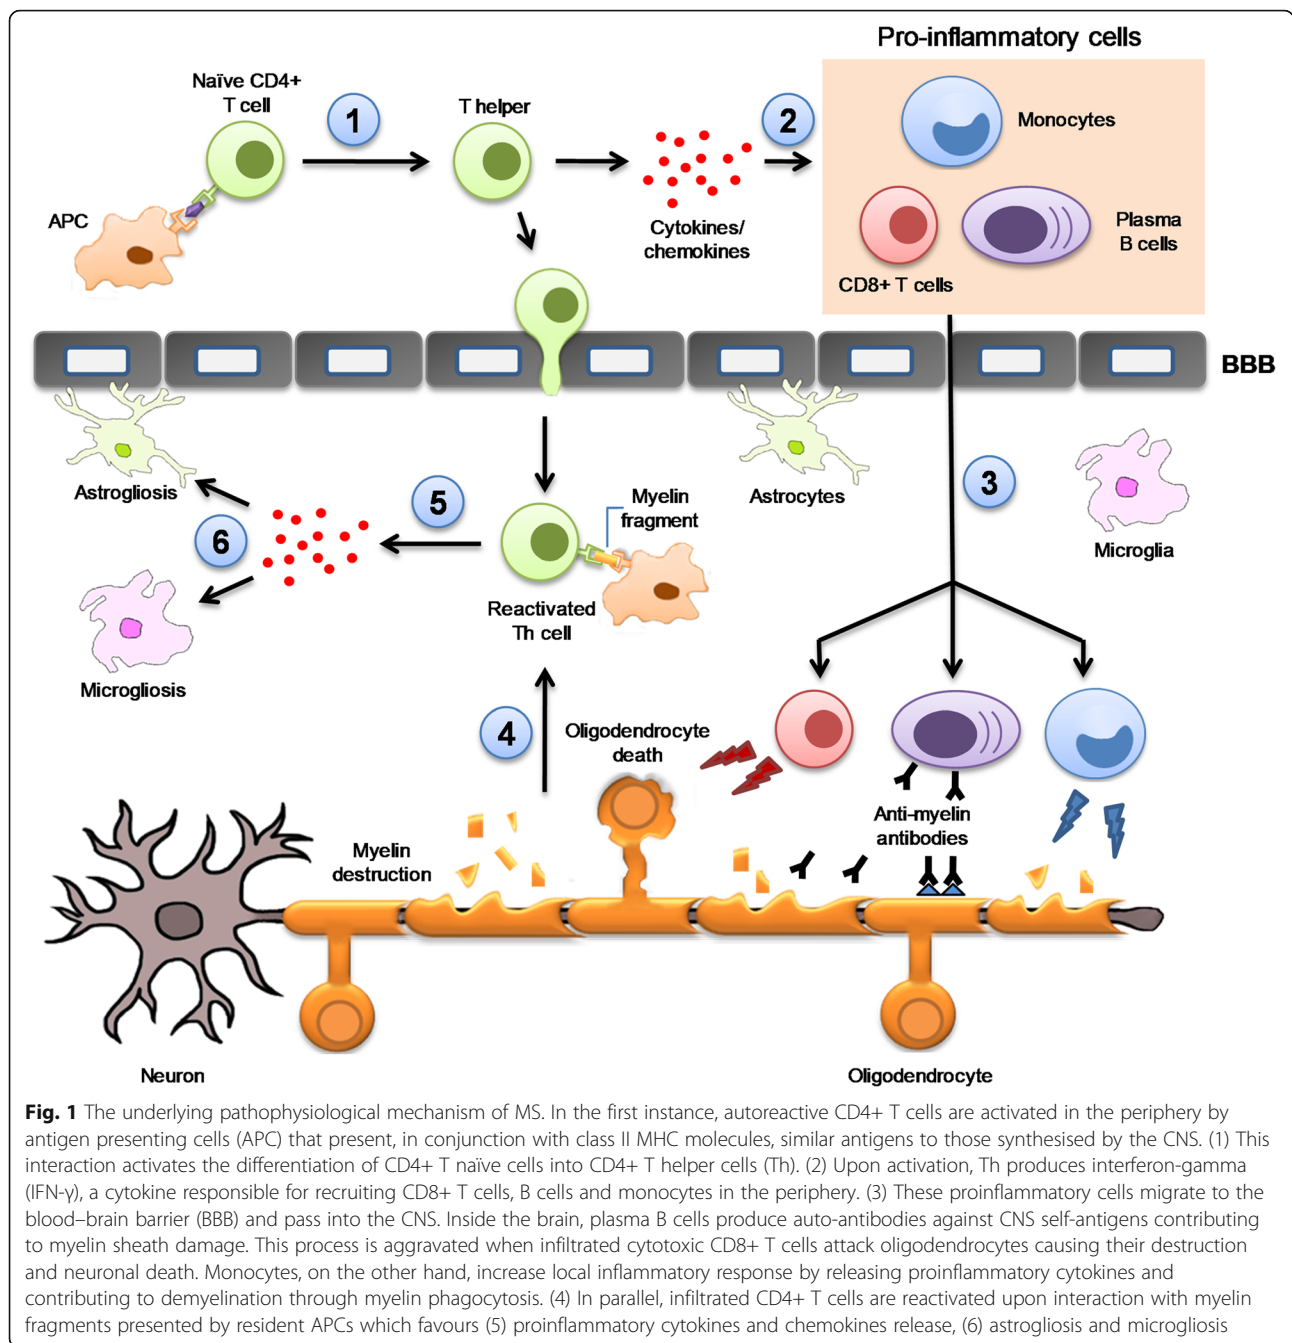 Pro-inflammatory cells
Naïve CD4+
T cell
1
T helper
2
Monocytes
APC
Cytokines/
chemokines
Plasma
B cells
CD8+ T cells
BBB
Astrogliosis
5
Myelin
fragment
Astrocytes
3
6
Microglia
Reactivated
Th cell
Microgliosis
4
Oligodendrocyte
death
Anti-myelin
antibodies
Myelin
destruction
Neuron
Oligodendrocyte
Fig. 1 The underlying pathophysiological mechanism of MS. In the first instance, autoreactive CD4+ T cells are activated in the periphery by
antigen presenting cells (APC) that present, in conjunction with class II MHC molecules, similar antigens to those synthesised by the CNS. (1) This
interaction activates the differentiation of CD4+ T naïve cells into CD4+ T helper cells (Th). (2) Upon activation, Th produces interferon-gamma
(IFN-γ), a cytokine responsible for recruiting CD8+ T cells, B cells and monocytes in the periphery. (3) These proinflammatory cells migrate to the
blood–brain barrier (BBB) and pass into the CNS. Inside the brain, plasma B cells produce auto-antibodies against CNS self-antigens contributing
to myelin sheath damage. This process is aggravated when infiltrated cytotoxic CD8+ T cells attack oligodendrocytes causing their destruction
and neuronal death. Monocytes, on the other hand, increase local inflammatory response by releasing proinflammatory cytokines and
contributing to demyelination through myelin phagocytosis. (4) In parallel, infiltrated CD4+ T cells are reactivated upon interaction with myelin
fragments presented by resident APCs which favours (5) proinflammatory cytokines and chemokines release, (6) astrogliosis and microgliosis